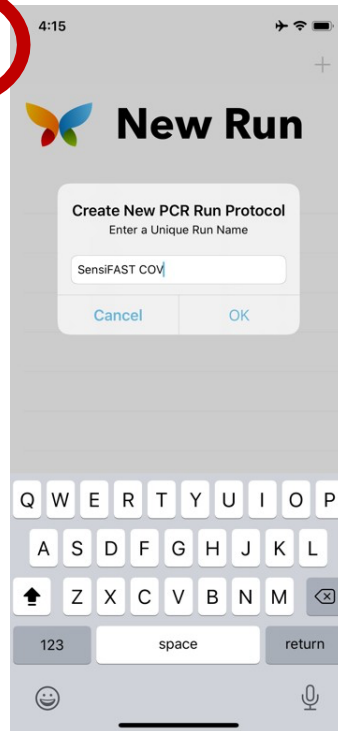 4:15
+
New Run
Create New PCR Run Protocol
Enter a Unique Run Name
SensiFAST COV
Cancel OK
Q W E R T Y U I O P
A S D F G H J K L
Z X C V B N M
123 space return